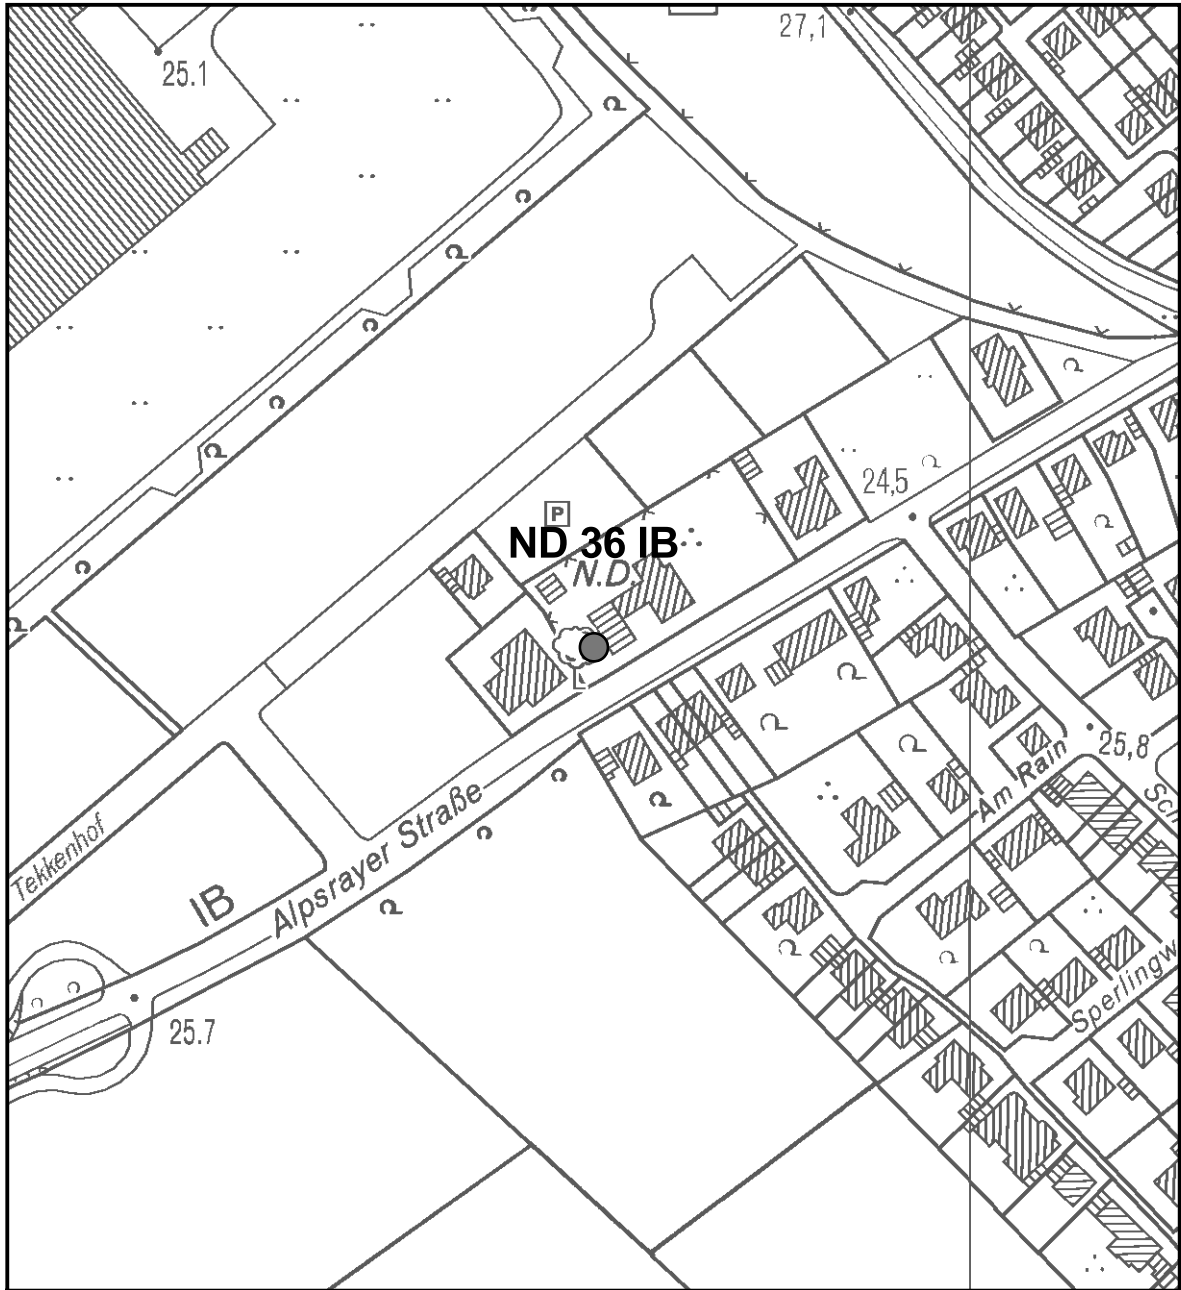 27,1
25.1
24,5
P
ND 36 IB
N.D.
L
25,8
Am Rain
Sch
Alpsrayer Straße
Tekkenhof
IB
Sperlingw
25.7